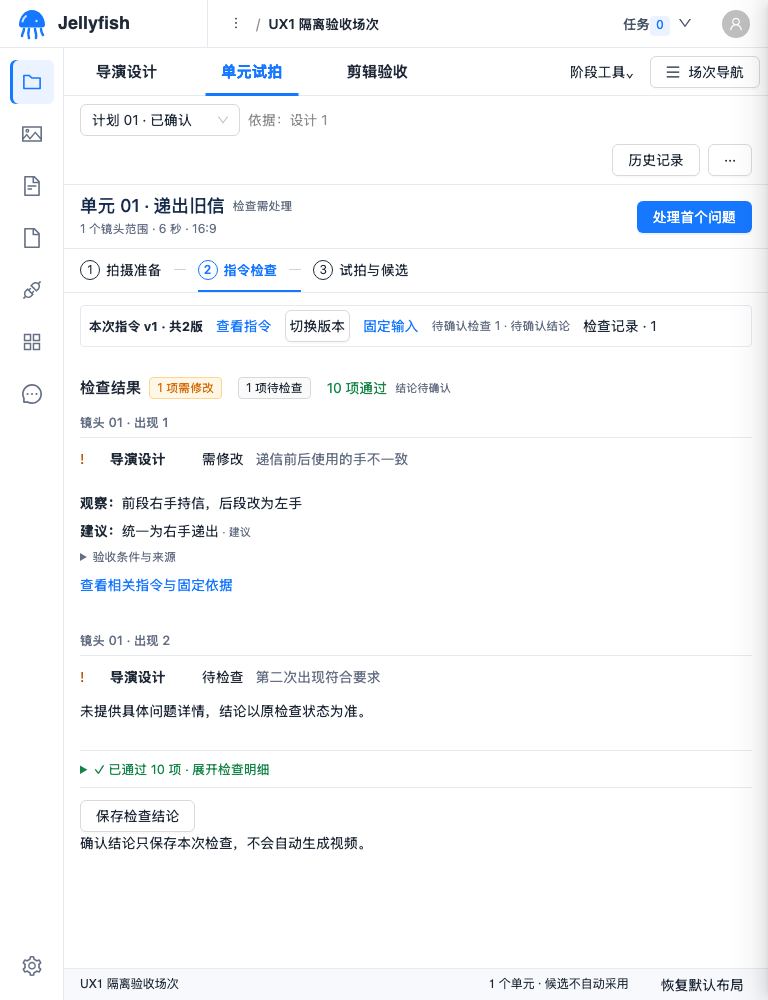 Jellyfish
/ UX1 隔离验收场次
任务 0
导演设计 单元试拍 剪辑验收 阶段工具 场次导航
计划 01 · 已确认 依据：设计 1
历史记录 ...
单元 01 · 递出旧信 检查需处理
1 个镜头范围 · 6 秒 · 16:9
处理首个问题
1 拍摄准备 — 2 指令检查 — 3 试拍与候选
本次指令 v1 · 共2版 查看指令 切换版本 固定输入 待确认检查 1 · 待确认结论 检查记录 · 1
检查结果 1 项需修改 1 项待检查 10 项通过 结论待确认
镜头 01 · 出现 1
! 导演设计 需修改 递信前后使用的手不一致
观察：前段右手持信，后段改为左手
建议：统一为右手递出 · 建议
验收条件与来源
查看相关指令与固定依据
镜头 01 · 出现 2
! 导演设计 待检查 第二次出现符合要求
未提供具体问题详情，结论以原检查状态为准。
✓ 已通过 10 项 · 展开检查明细
保存检查结论
确认结论只保存本次检查，不会自动生成视频。
UX1 隔离验收场次 1 个单元 · 候选不自动采用 恢复默认布局